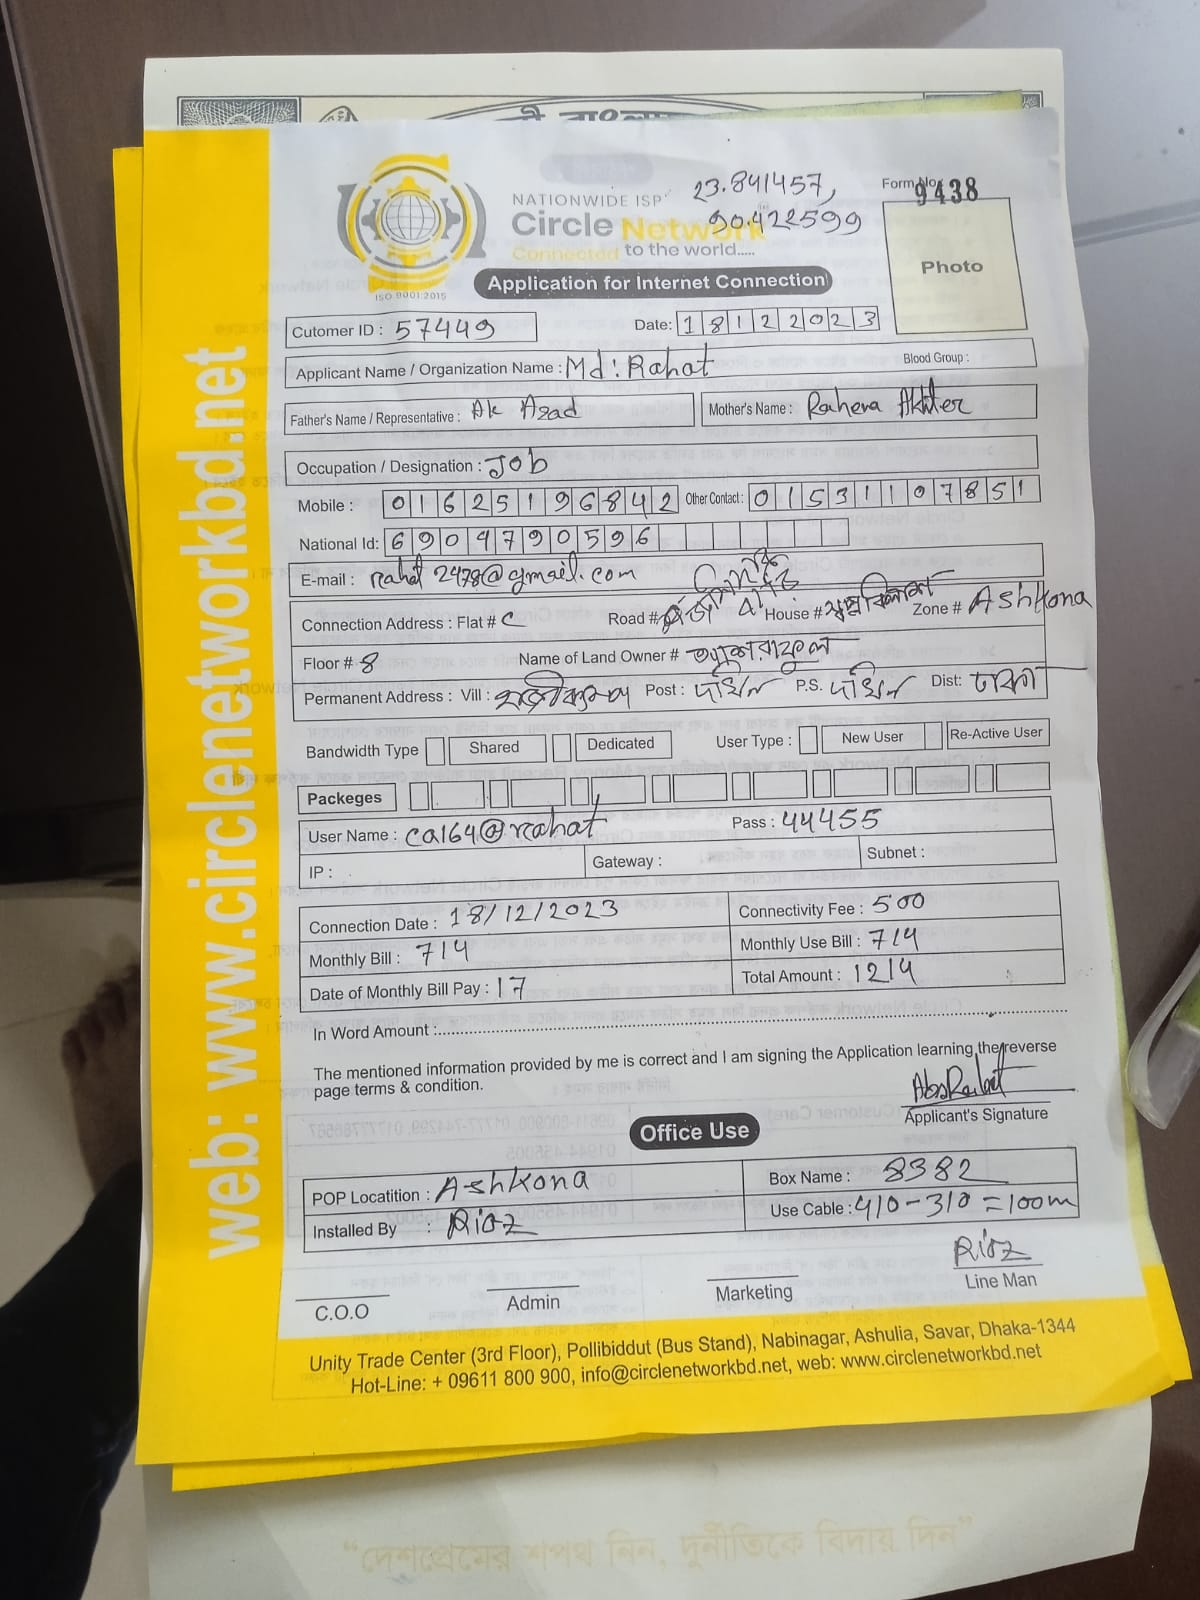 NATIONWIDE ISP
Circle Network
Connected to the world.....
ISO 9001:2015
23.841457,
90.422599
Form No: 9438
Photo
Application for Internet Connection
Cutomer ID : 57449
Date: 18122023
Applicant Name / Organization Name : Md: Rahat
Blood Group :
Father's Name / Representative : AK Azad
Mother's Name : Rahena Akhter
Occupation / Designation : Job
Mobile : 01625196842 Other Contact : 01531107851
National Id: 6904790596
E-mail : rahat2478@gmail.com
Connection Address : Flat # C Road # House # Zone # Ashkona
Floor # 8 Name of Land Owner #
Permanent Address : Vill : Post : দক্ষিন P.S. দক্ষিন Dist: ঢাকা
Bandwidth Type Shared Dedicated User Type : New User Re-Active User
Packeges
User Name : ca164@rahat Pass : 44455
IP : Gateway : Subnet :
Connection Date : 18/12/2023 Connectivity Fee : 500
Monthly Bill : 714 Monthly Use Bill : 714
Date of Monthly Bill Pay : 17 Total Amount : 1214
In Word Amount :
The mentioned information provided by me is correct and I am signing the Application learning the reverse
page terms & condition.
Applicant's Signature
Office Use
POP Locatition : Ashkona Box Name : 8382
Installed By : Riaz Use Cable : 410-310=100m
Riaz
C.O.O Admin Marketing Line Man
Unity Trade Center (3rd Floor), Pollibiddut (Bus Stand), Nabinagar, Ashulia, Savar, Dhaka-1344
Hot-Line: + 09611 800 900, info@circlenetworkbd.net, web: www.circlenetworkbd.net
web: www.circlenetworkbd.net
“দেশপ্রেমের শপথ নিন, দুর্নীতিকে বিদায় দিন”